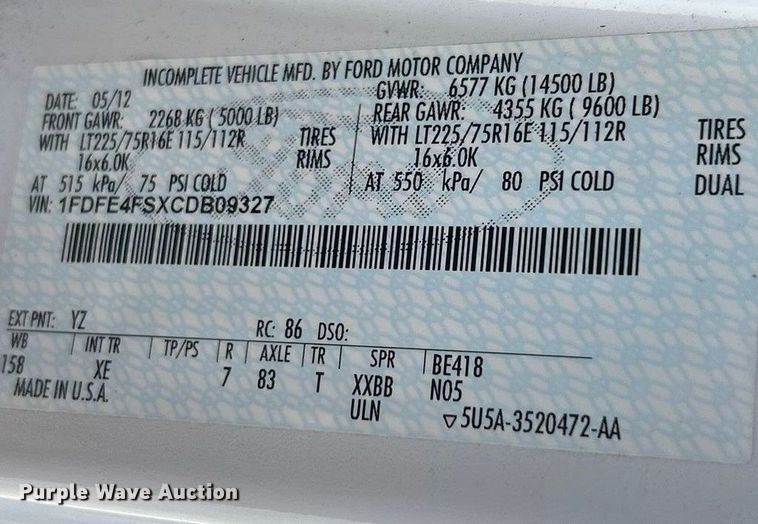 INCOMPLETE VEHICLE MFD. BY FORD MOTOR COMPANY
DATE: 05/12 GVWR: 6577 KG (14500 LB)
FRONT GAWR: 2268 KG ( 5000 LB) REAR GAWR: 4355 KG ( 9600 LB)
WITH LT225/75R16E 115/112R TIRES WITH LT225/75R16E 115/112R TIRES
16x6.0K RIMS 16x6.0K RIMS
AT 515 kPa/ 75 PSI COLD AT 550 kPa/ 80 PSI COLD DUAL
VIN: 1FDFE4FSXCDB09327
EXT PNT: YZ RC: 86 DSO:
WB INT TR TP/PS R AXLE TR SPR BE418
158 XE 7 83 T XXBB N05
MADE IN U.S.A. ULN ▽5U5A-3520472-AA
Purple Wave Auction